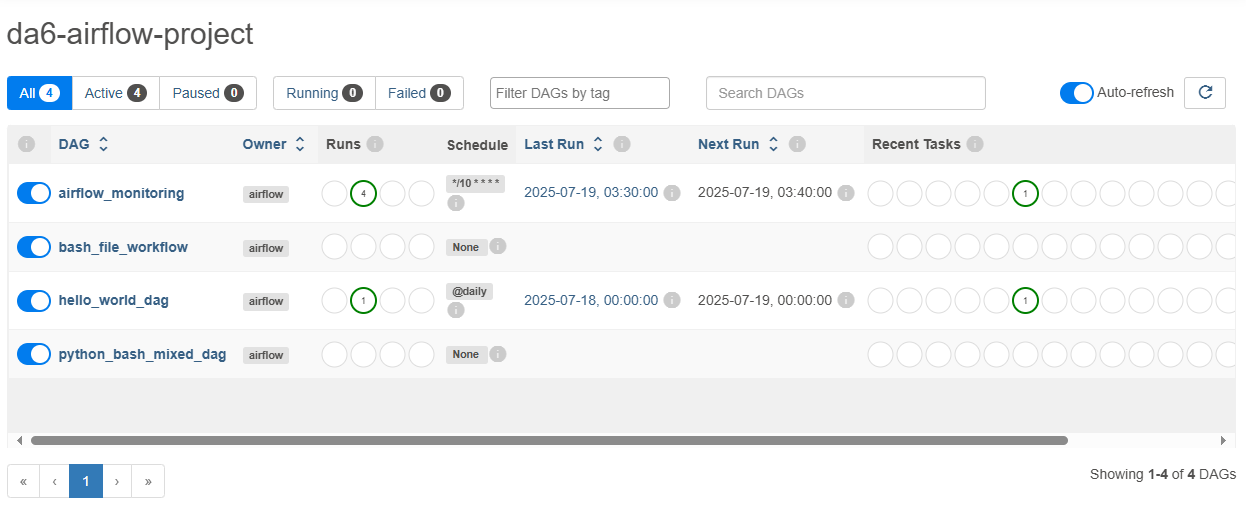 da6-airflow-project
All 4 Active 4 Paused 0 Running 0 Failed 0 Filter DAGs by tag Search DAGs Auto-refresh
i DAG Owner Runs i Schedule Last Run i Next Run i Recent Tasks i
airflow_monitoring airflow 4 */10 * * * * i 2025-07-19, 03:30:00 i 2025-07-19, 03:40:00 i 1
bash_file_workflow airflow None i
hello_world_dag airflow 1 @daily i 2025-07-18, 00:00:00 i 2025-07-19, 00:00:00 i 1
python_bash_mixed_dag airflow None i
« ‹ 1 › » Showing 1-4 of 4 DAGs